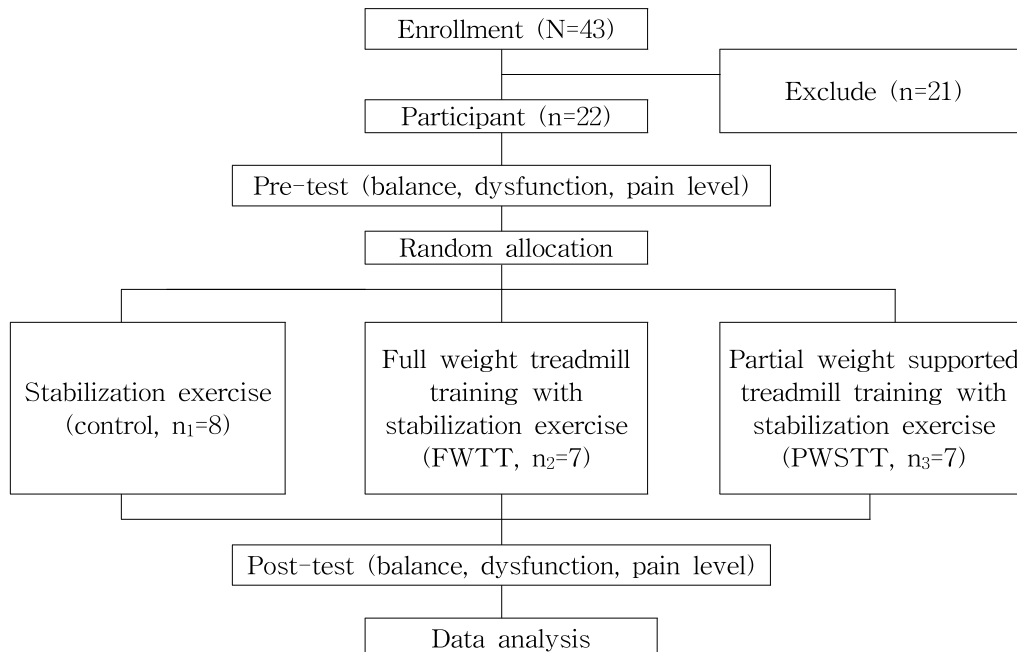 Enrollment (N=43)
Exclude (n=21)
Participant (n=22)
Pre-test (balance, dysfunction, pain level)
Random allocation
Stabilization exercise
(control, n₁=8)
Full weight treadmill
training with
stabilization exercise
(FWTT, n₂=7)
Partial weight supported
treadmill training with
stabilization exercise
(PWSTT, n₃=7)
Post-test (balance, dysfunction, pain level)
Data analysis